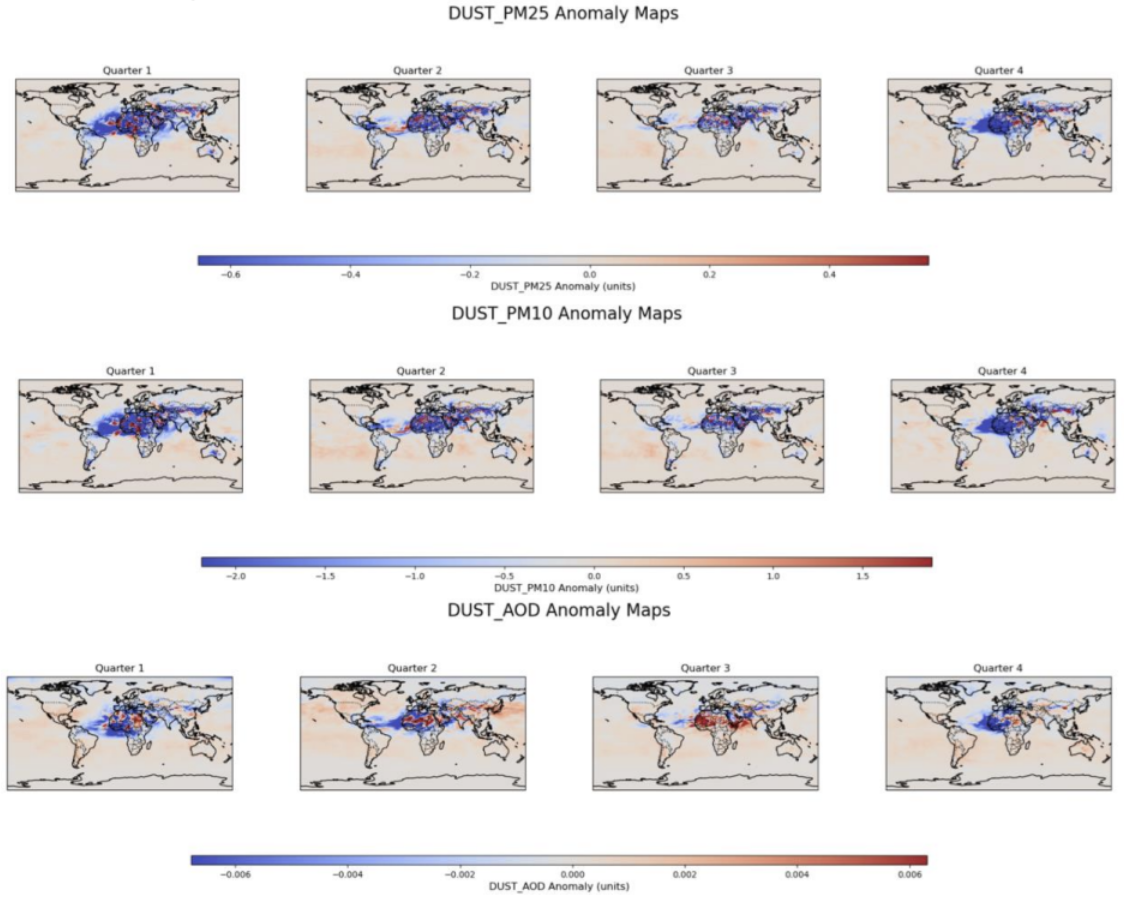 DUST_PM25 Anomaly Maps
Quarter 1
Quarter 2
Quarter 3
Quarter 4
−0.6
−0.4
−0.2
0.0
0.2
0.4
DUST_PM25 Anomaly (units)
DUST_PM10 Anomaly Maps
Quarter 1
Quarter 2
Quarter 3
Quarter 4
−2.0
−1.5
−1.0
−0.5
0.0
0.5
1.0
1.5
DUST_PM10 Anomaly (units)
DUST_AOD Anomaly Maps
Quarter 1
Quarter 2
Quarter 3
Quarter 4
−0.006
−0.004
−0.002
0.000
0.002
0.004
0.006
DUST_AOD Anomaly (units)